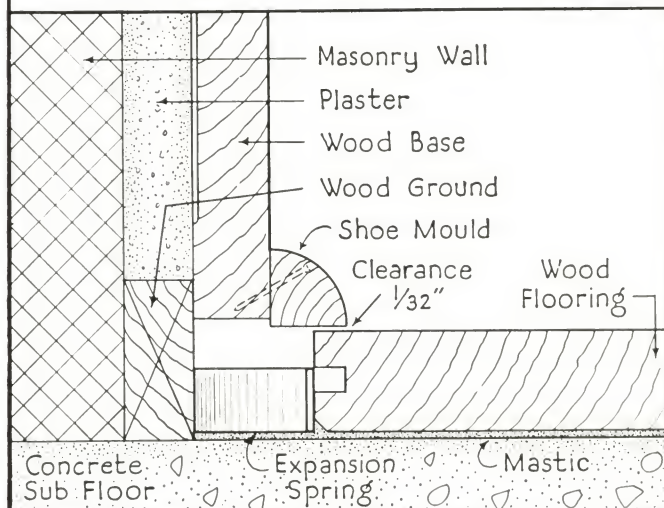 Masonry Wall
Plaster
Wood Base
Wood Ground
Shoe Mould
Clearance
1/32"
Wood
Flooring
Concrete
Sub Floor
Expansion
Spring
Mastic